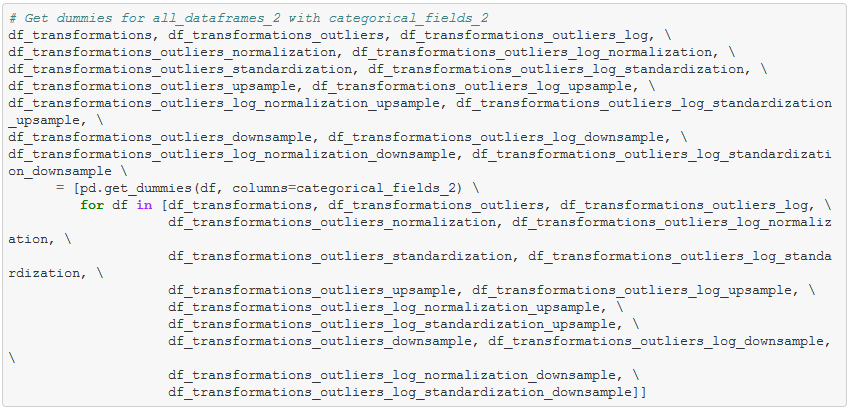 # Get dummies for all_dataframes_2 with categorical_fields_2
df_transformations, df_transformations_outliers, df_transformations_outliers_log, \
df_transformations_outliers_normalization, df_transformations_outliers_log_normalization, \
df_transformations_outliers_standardization, df_transformations_outliers_log_standardization, \
df_transformations_outliers_upsample, df_transformations_outliers_log_upsample, \
df_transformations_outliers_log_normalization_upsample, df_transformations_outliers_log_standardization
_upsample, \
df_transformations_outliers_downsample, df_transformations_outliers_log_downsample, \
df_transformations_outliers_log_normalization_downsample, df_transformations_outliers_log_standardizati
on_downsample \
      = [pd.get_dummies(df, columns=categorical_fields_2) \
         for df in [df_transformations, df_transformations_outliers, df_transformations_outliers_log, \
                    df_transformations_outliers_normalization, df_transformations_outliers_log_normaliz
ation, \
                    df_transformations_outliers_standardization, df_transformations_outliers_log_standa
rdization, \
                    df_transformations_outliers_upsample, df_transformations_outliers_log_upsample, \
                    df_transformations_outliers_log_normalization_upsample, \
                    df_transformations_outliers_log_standardization_upsample, \
                    df_transformations_outliers_downsample, df_transformations_outliers_log_downsample,
\
                    df_transformations_outliers_log_normalization_downsample, \
                    df_transformations_outliers_log_standardization_downsample]]